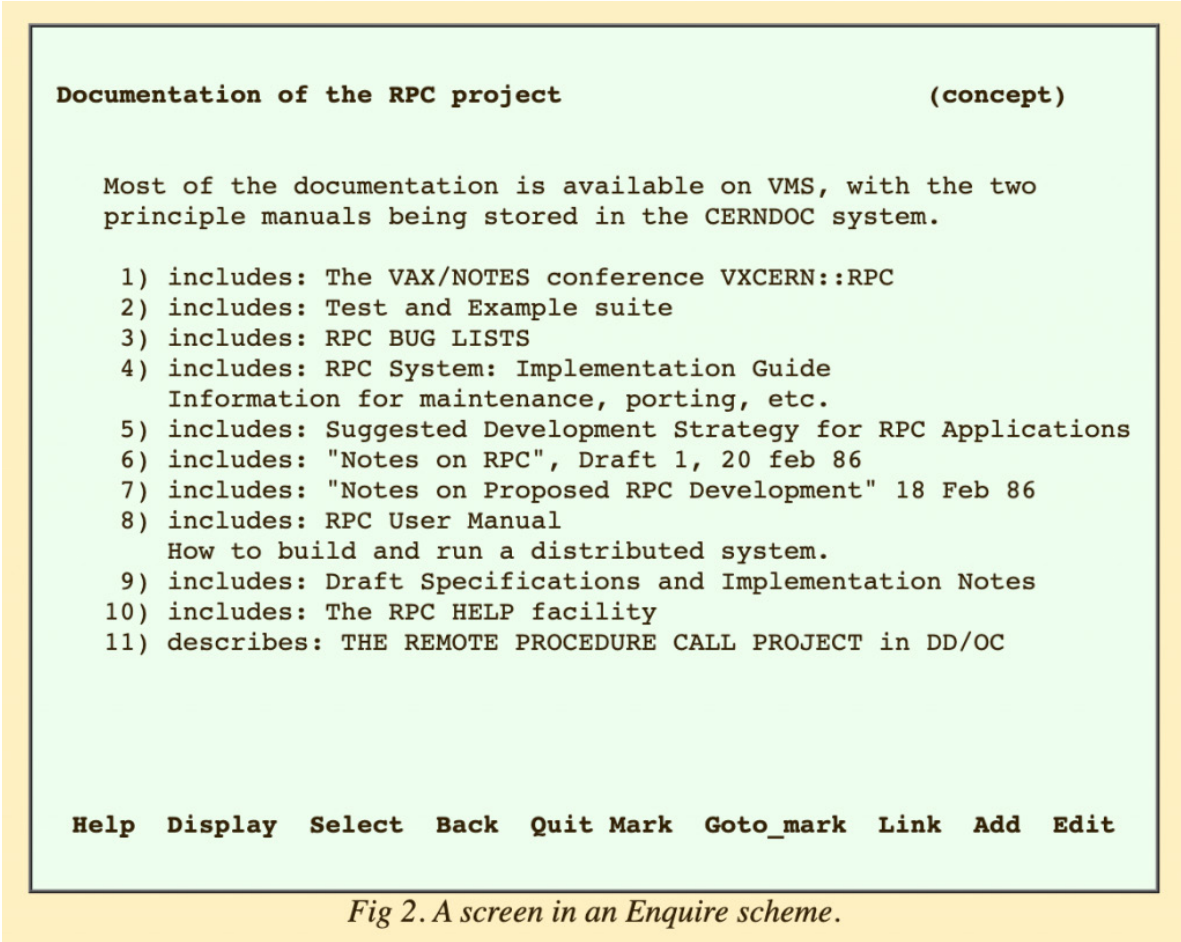 Documentation of the RPC project (concept)
Most of the documentation is available on VMS, with the two
principle manuals being stored in the CERNDOC system.
1) includes: The VAX/NOTES conference VXCERN::RPC
2) includes: Test and Example suite
3) includes: RPC BUG LISTS
4) includes: RPC System: Implementation Guide
Information for maintenance, porting, etc.
5) includes: Suggested Development Strategy for RPC Applications
6) includes: "Notes on RPC", Draft 1, 20 feb 86
7) includes: "Notes on Proposed RPC Development" 18 Feb 86
8) includes: RPC User Manual
How to build and run a distributed system.
9) includes: Draft Specifications and Implementation Notes
10) includes: The RPC HELP facility
11) describes: THE REMOTE PROCEDURE CALL PROJECT in DD/OC
Help Display Select Back Quit Mark Goto_mark Link Add Edit
Fig 2. A screen in an Enquire scheme.